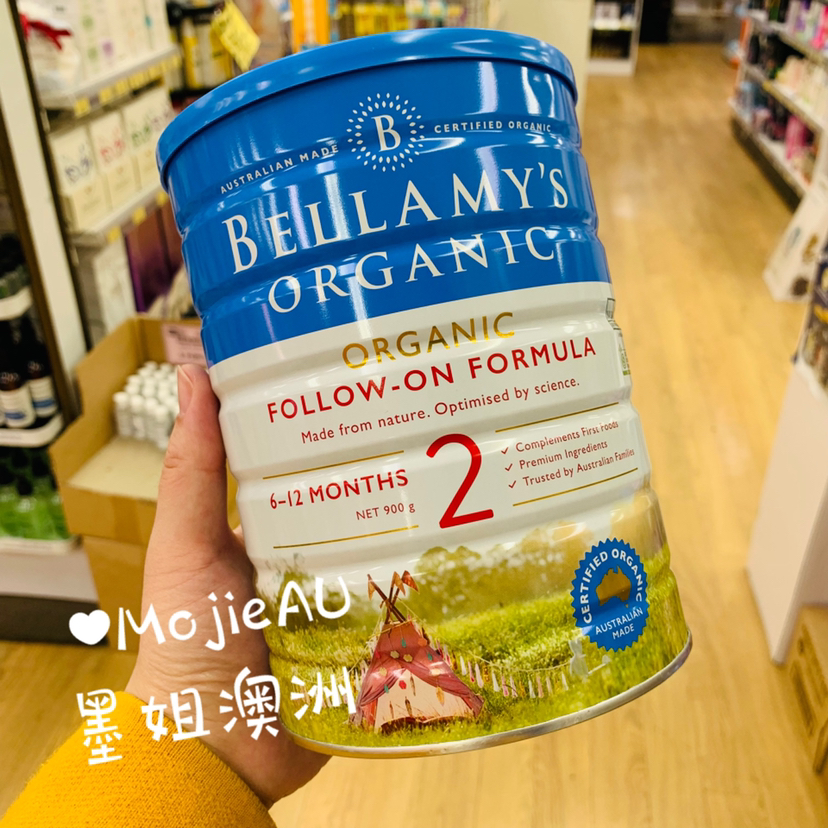 B
AUSTRALIAN MADE CERTIFIED ORGANIC
BELLAMY'S
ORGANIC
ORGANIC
FOLLOW-ON FORMULA
Made from nature. Optimised by science.
6-12 MONTHS
NET 900 g
2
✓ Complements First Foods
✓ Premium Ingredients
✓ Trusted by Australian Families
CERTIFIED ORGANIC
AUSTRALIAN
MADE
♥MojieAU
墨姐澳洲